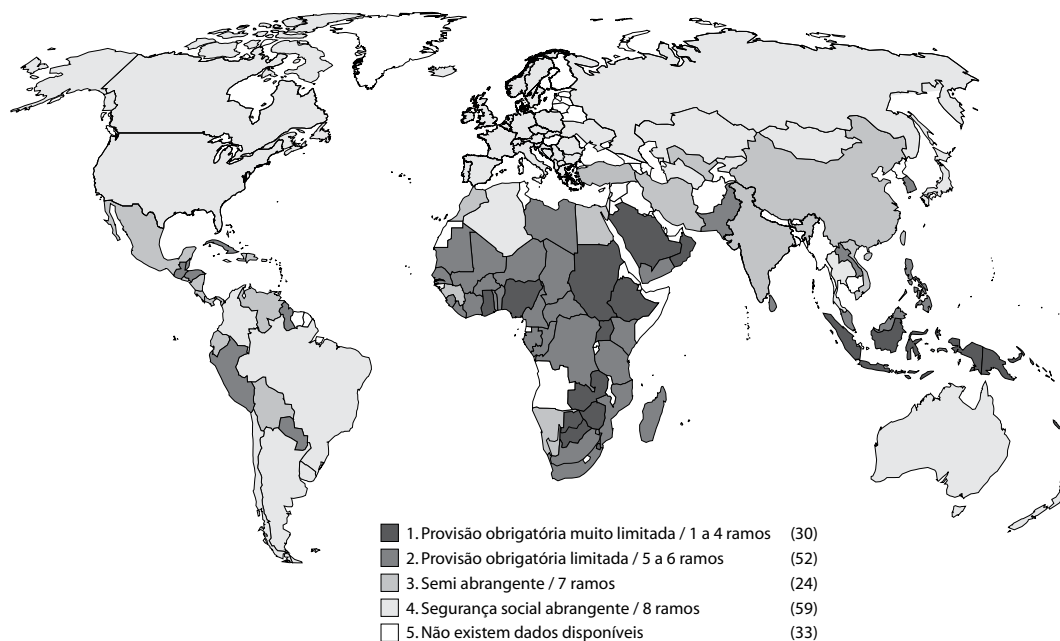 1. Provisão obrigatória muito limitada / 1 a 4 ramos (30)
2. Provisão obrigatória limitada / 5 a 6 ramos (52)
3. Semi abrangente / 7 ramos (24)
4. Segurança social abrangente / 8 ramos (59)
5. Não existem dados disponíveis (33)